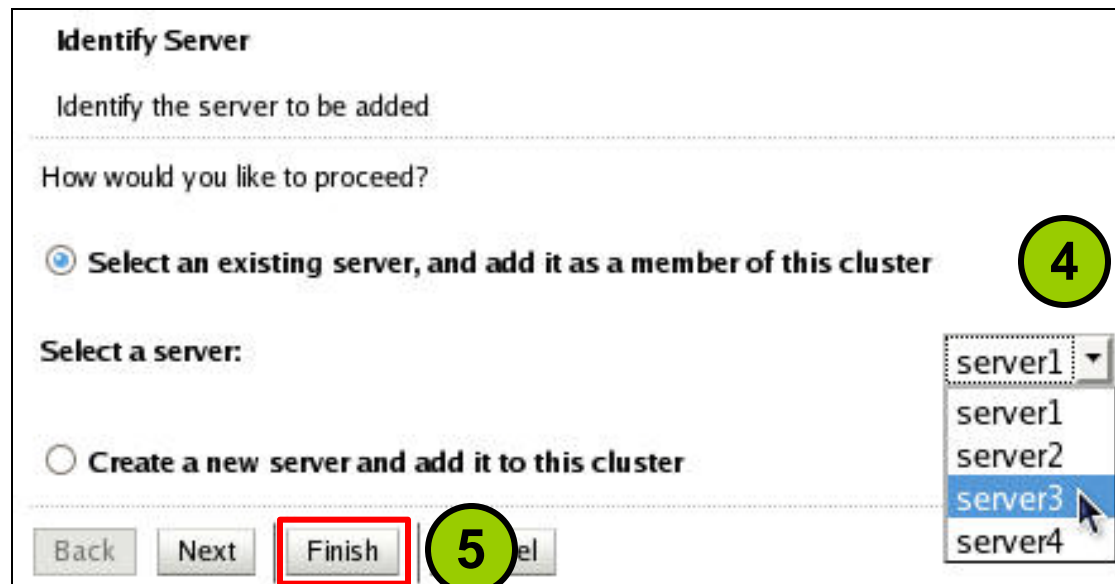 Identify Server
Identify the server to be added
How would you like to proceed?
Select an existing server, and add it as a member of this cluster
4
Select a server:
server1
server1
server2
Create a new server and add it to this cluster
server3
server4
Back Next Finish 5 el